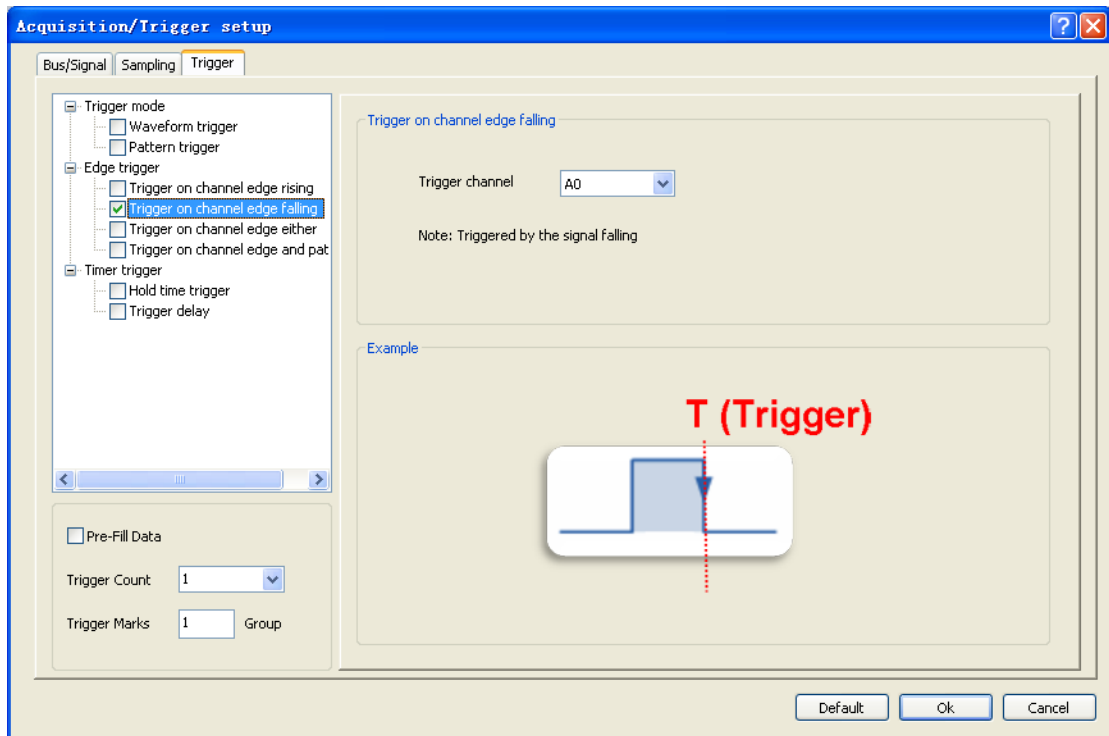 Acquisition/Trigger setup
Bus/Signal Sampling Trigger
Trigger mode
Waveform trigger
Pattern trigger
Edge trigger
Trigger on channel edge rising
Trigger on channel edge falling
Trigger on channel edge either
Trigger on channel edge and pat
Timer trigger
Hold time trigger
Trigger delay
Pre-Fill Data
Trigger Count 1
Trigger Marks 1 Group
Trigger on channel edge falling
Trigger channel A0
Note: Triggered by the signal falling
Example
T (Trigger)
Default Ok Cancel